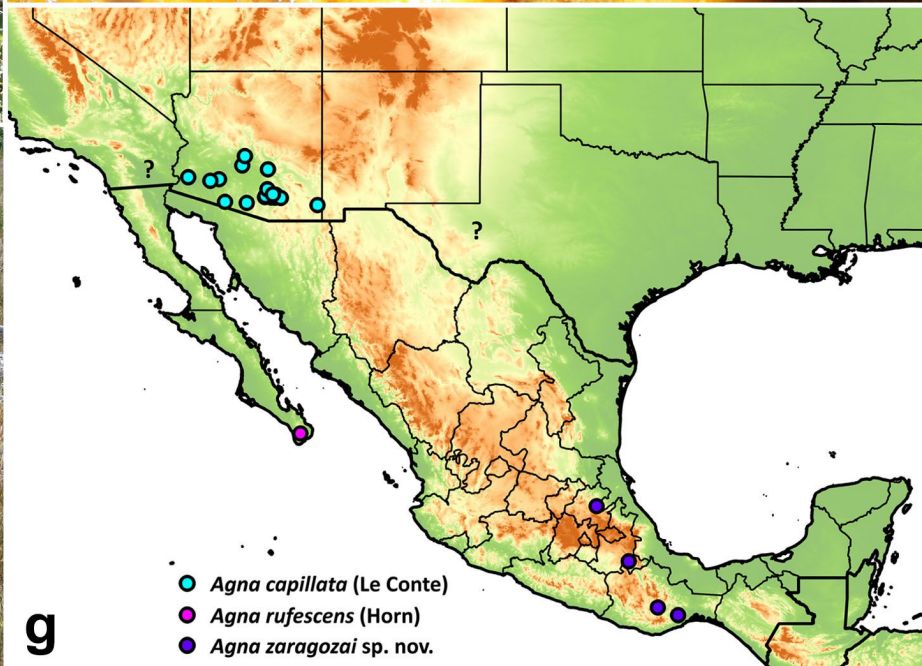 ?
?
Agna capillata (Le Conte)
Agna rufescens (Horn)
Agna zaragozai sp. nov.
g